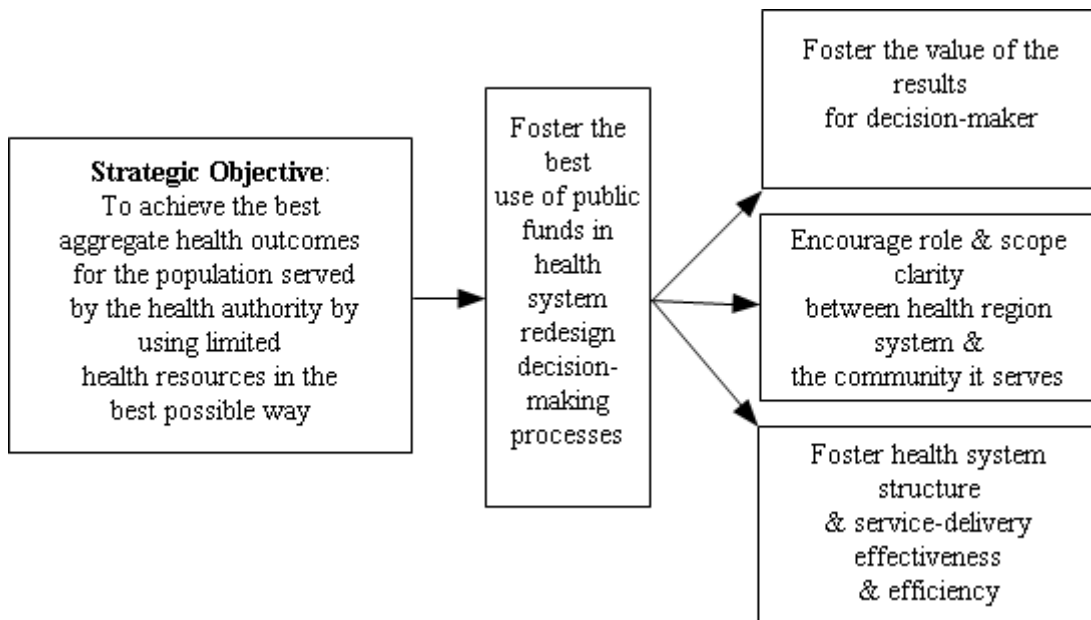 Strategic Objective:
To achieve the best
aggregate health outcomes
for the population served
by the health authority by
using limited
health resources in the
best possible way
Foster the
best
use of public
funds in
health
system
redesign
decision-
making
processes
Foster the value of the
results
for decision-maker
Encourage role & scope
clarity
between health region
system &
the community it serves
Foster health system
structure
& service-delivery
effectiveness
& efficiency